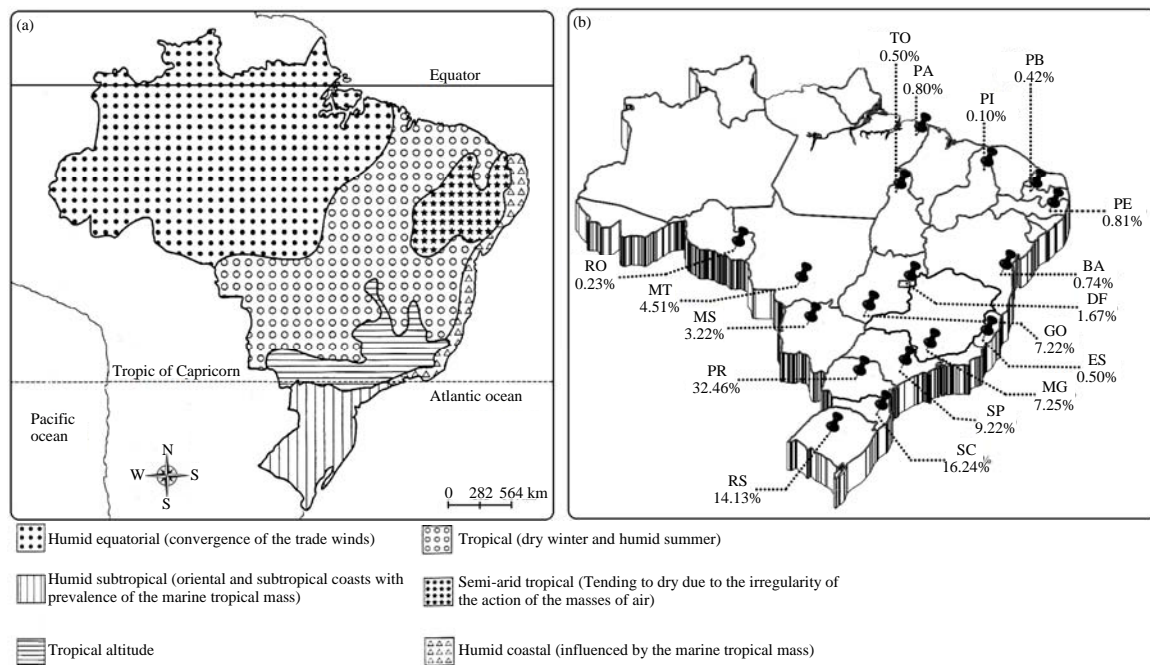 (a)
Equator
Tropic of Capricorn
Atlantic ocean
Pacific
ocean
N
W
S
S
0 282 564 km
(b)
TO
0.50%
PA
0.80%
PI
0.10%
PB
0.42%
PE
0.81%
RO
0.23%
MT
4.51%
MS
3.22%
BA
0.74%
DF
1.67%
GO
7.22%
ES
0.50%
MG
7.25%
PR
32.46%
SP
9.22%
SC
16.24%
RS
14.13%
Humid equatorial (convergence of the trade winds)
Tropical (dry winter and humid summer)
Humid subtropical (oriental and subtropical coasts with
prevalence of the marine tropical mass)
Semi-arid tropical (Tending to dry due to the irregularity of
the action of the masses of air)
Tropical altitude
Humid coastal (influenced by the marine tropical mass)